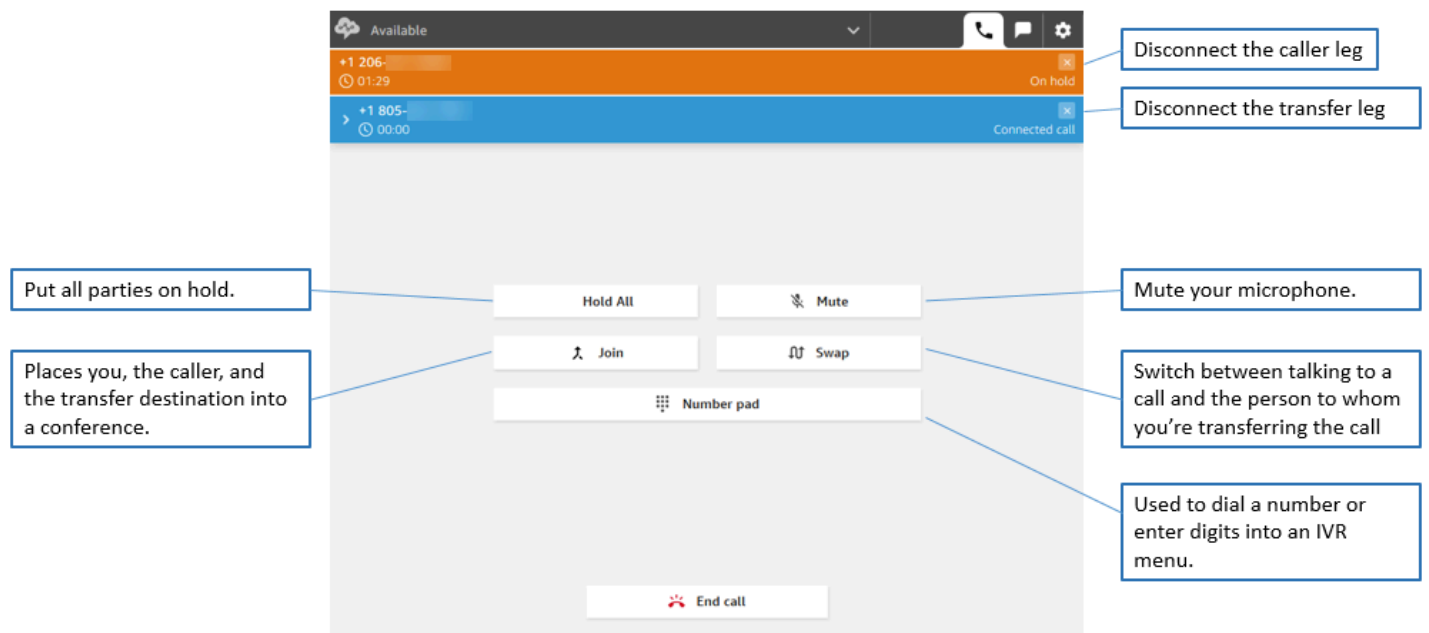 Available
+1 206-
01:29
On hold
+1 805-
00:00
Connected call
Disconnect the caller leg
Disconnect the transfer leg
Put all parties on hold.
Hold All
Mute
Mute your microphone.
Places you, the caller, and
the transfer destination into
a conference.
Join
Swap
Switch between talking to a
call and the person to whom
you’re transferring the call
Number pad
Used to dial a number or
enter digits into an IVR
menu.
End call